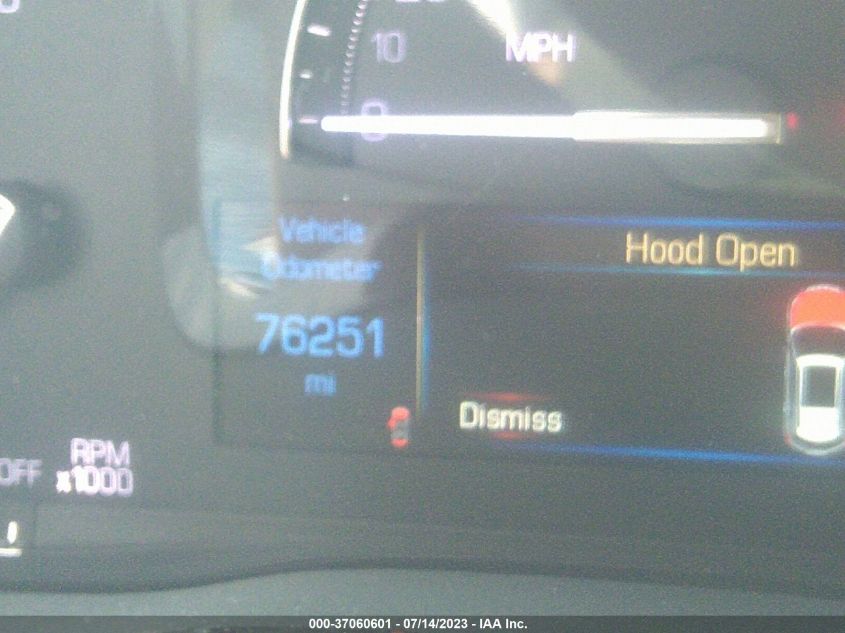 10
MPH
0
Vehicle
Odometer
76251
mi
Hood Open
Dismiss
RPM
OFF x1000
000-37060601 - 07/14/2023 - IAA Inc.